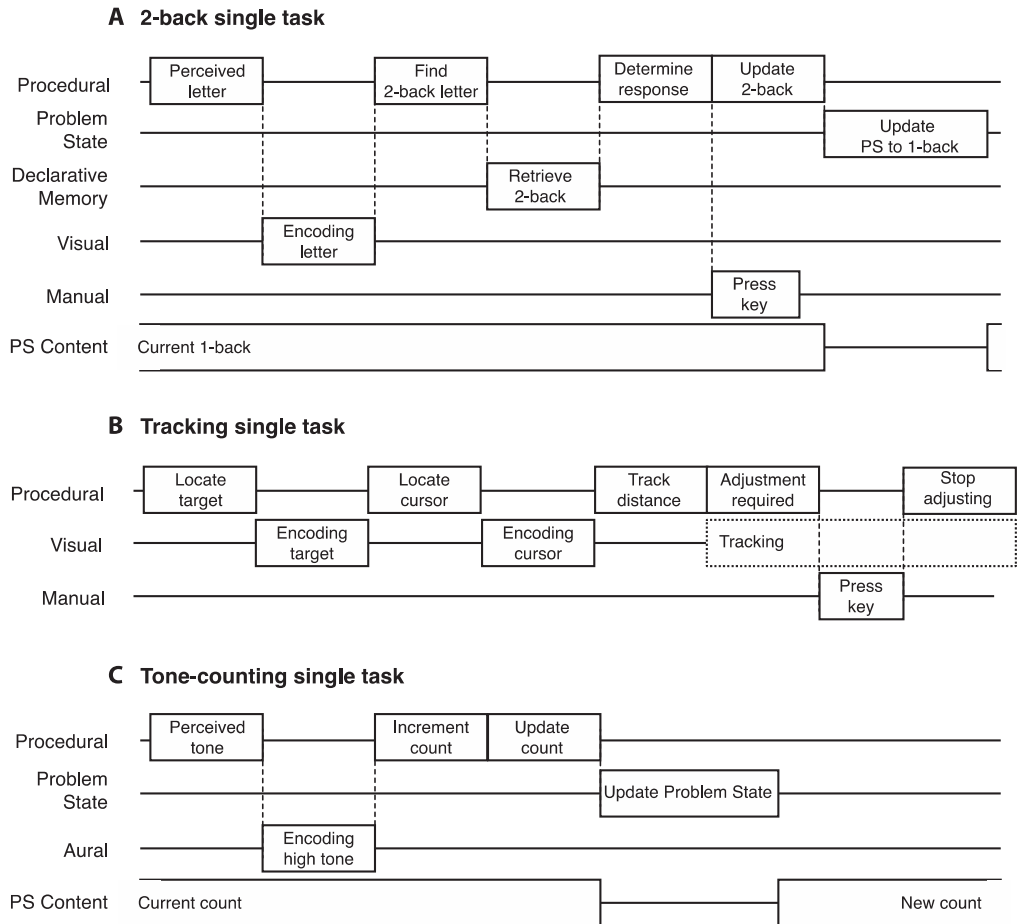 A 2-back single task
Procedural
Perceived
letter
Find
2-back letter
Determine
response
Update
2-back
Problem
State
Update
PS to 1-back
Declarative
Memory
Retrieve
2-back
Visual
Encoding
letter
Manual
Press
key
PS Content
Current 1-back
B Tracking single task
Procedural
Locate
target
Locate
cursor
Track
distance
Adjustment
required
Stop
adjusting
Visual
Encoding
target
Encoding
cursor
Tracking
Manual
Press
key
C Tone-counting single task
Procedural
Perceived
tone
Increment
count
Update
count
Problem
State
Update Problem State
Aural
Encoding
high tone
PS Content
Current count
New count